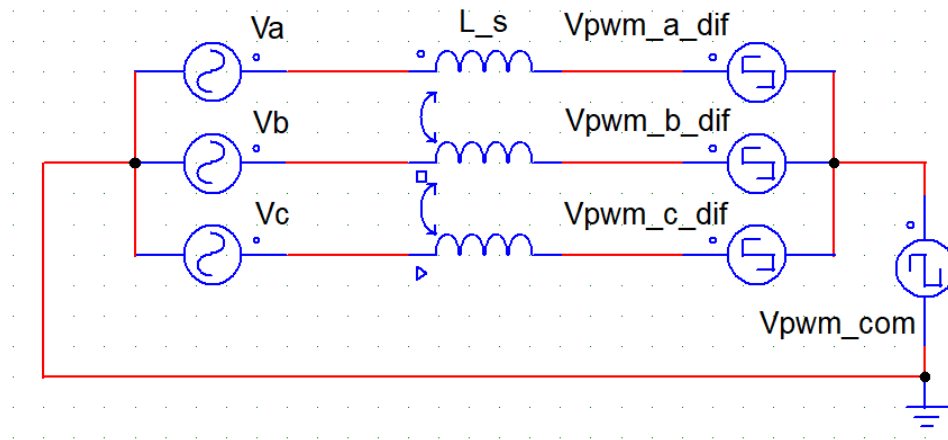 Va
L_s
Vpwm_a_dif
Vb
Vpwm_b_dif
Vc
Vpwm_c_dif
Vpwm_com